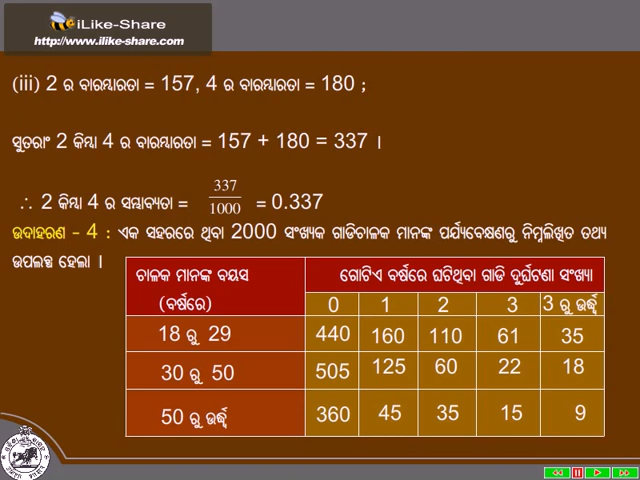 iLike-Share
http://www.ilike-share.com
(iii) 2 ର ବାରମ୍ବାରତା = 157, 4 ର ବାରମ୍ବାରତା = 180 ;
ସୁତରାଂ 2 କିମ୍ବା 4 ର ବାରମ୍ବାରତା = 157 + 180 = 337 ।
∴ 2 କିମ୍ବା 4 ର ସମ୍ଭାବ୍ୟତା = 337/1000 = 0.337
ଉଦାହରଣ - 4 : ଏକ ସହରରେ ଥିବା 2000 ସଂଖ୍ୟକ ଗାଡିଚାଳକ ମାନଙ୍କ ପର୍ଯ୍ୟବେକ୍ଷଣରୁ ନିମ୍ନଲିଖିତ ତଥ୍ୟ
ଉପଲବ୍ଧ ହେଲା ।
ଚାଳକ ମାନଙ୍କ ବୟସ ଗୋଟିଏ ବର୍ଷରେ ଘଟିଥିବା ଗାଡି ଦୁର୍ଘଟଣା ସଂଖ୍ୟା
(ବର୍ଷରେ) 0 1 2 3 3 ରୁ ଉର୍ଦ୍ଧ୍ୱ
18 ରୁ 29 440 160 110 61 35
30 ରୁ 50 505 125 60 22 18
50 ରୁ ଉର୍ଦ୍ଧ୍ୱ 360 45 35 15 9